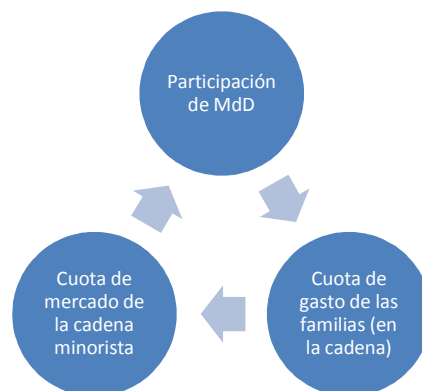 Participación
de MdD
Cuota de
mercado de
la cadena
minorista
Cuota de
gasto de las
familias (en
la cadena)